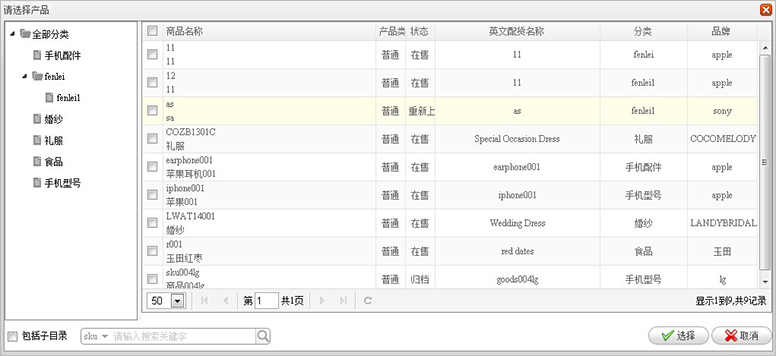 请选择产品
全部分类
手机配件
fenlei
fenlei1
婚纱
礼服
食品
手机型号
商品名称 产品类 状态 英文配货名称 分类 品牌
11
11 普通 在售 11 fenlei apple
12
11 普通 在售 11 fenlei1 apple
as
sa 普通 重新上 as fenlei1 sony
COZB1301C
礼服 普通 在售 Special Occasion Dress 礼服 COCOMELODY
earphone001
苹果耳机001 普通 在售 earphone001 手机配件 apple
iphone001
苹果001 普通 在售 iphone001 手机型号 apple
LWAT14001
婚纱 普通 在售 Wedding Dress 婚纱 LANDYBRIDAL
r001
玉田红枣 普通 在售 red dates 食品 玉田
sku004lg
商品004lg 普通 归档 goods004lg 手机型号 lg
50 第 1 共1页 显示1到9,共9记录
包括子目录 sku 请输入搜索关键字 选择 取消